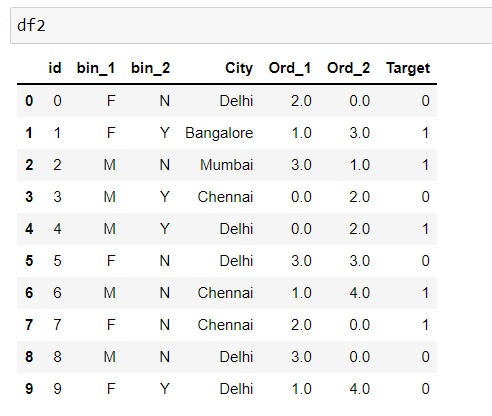 df2
id bin_1 bin_2 City Ord_1 Ord_2 Target
0 0 F N Delhi 2.0 0.0 0
1 1 F Y Bangalore 1.0 3.0 1
2 2 M N Mumbai 3.0 1.0 1
3 3 M Y Chennai 0.0 2.0 0
4 4 M Y Delhi 0.0 2.0 1
5 5 F N Delhi 3.0 3.0 0
6 6 M N Chennai 1.0 4.0 1
7 7 F N Chennai 2.0 0.0 1
8 8 M N Delhi 3.0 0.0 0
9 9 F Y Delhi 1.0 4.0 0